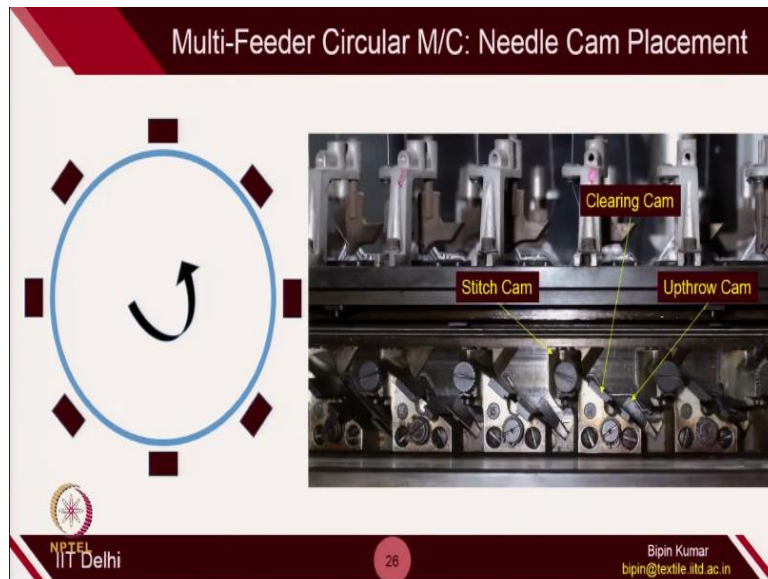 Multi-Feeder Circular M/C: Needle Cam Placement
Clearing Cam
Stitch Cam
Upthrow Cam
NPTEL
IIT Delhi
26
Bipin Kumar
bipin@textile.iitd.ac.in